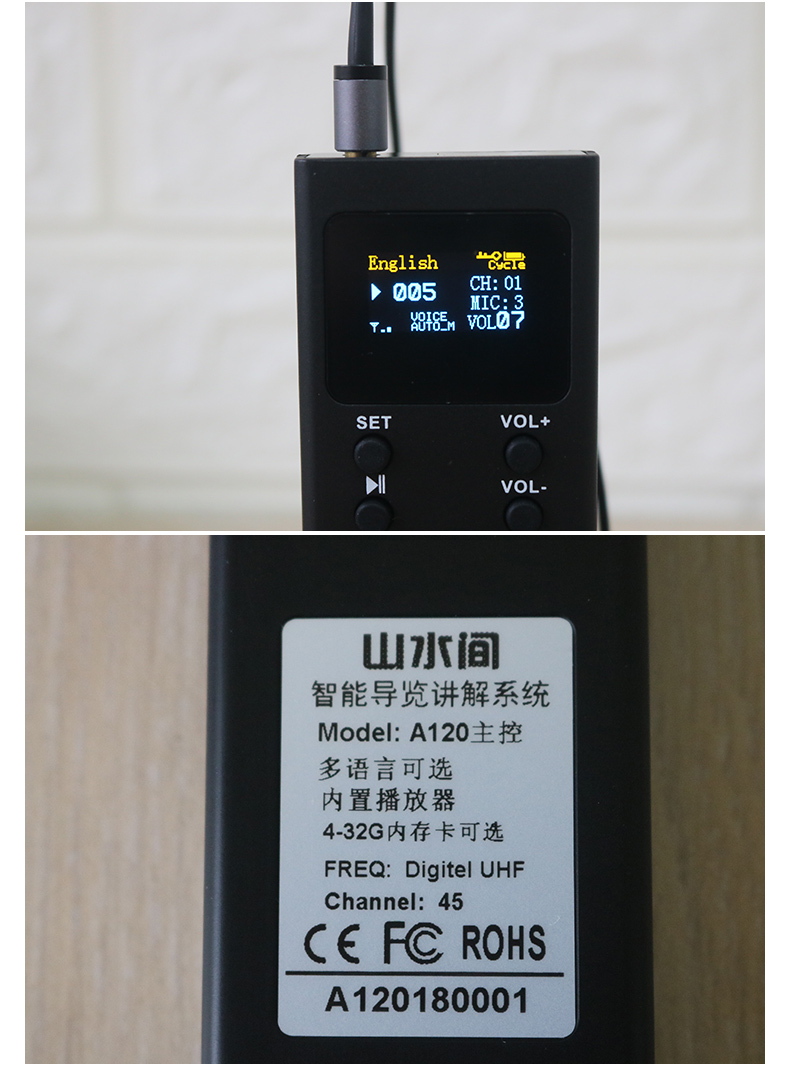 English
Cycle
005
CH: 01
MIC: 3
VOICE
AUTO_M
VOL07
SET
VOL+
VOL-
山水间
智能导览讲解系统
Model: A120主控
多语言可选
内置播放器
4-32G内存卡可选
FREQ: Digitel UHF
Channel: 45
CE FC ROHS
A120180001